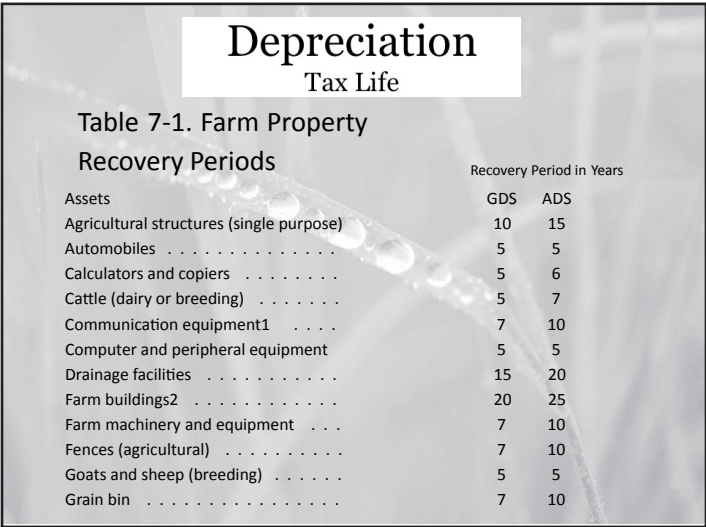 Depreciation
Tax Life
Table 7-1. Farm Property
Recovery Periods
Recovery Period in Years
Assets GDS ADS
Agricultural structures (single purpose) 10 15
Automobiles . . . . . . . . . . . . . . 5 5
Calculators and copiers . . . . . . . . 5 6
Cattle (dairy or breeding) . . . . . . . 5 7
Communication equipment1 . . . . 7 10
Computer and peripheral equipment 5 5
Drainage facilities . . . . . . . . . . . 15 20
Farm buildings2 . . . . . . . . . . . . 20 25
Farm machinery and equipment . . . 7 10
Fences (agricultural) . . . . . . . . . . 7 10
Goats and sheep (breeding) . . . . . . 5 5
Grain bin . . . . . . . . . . . . . . . . 7 10